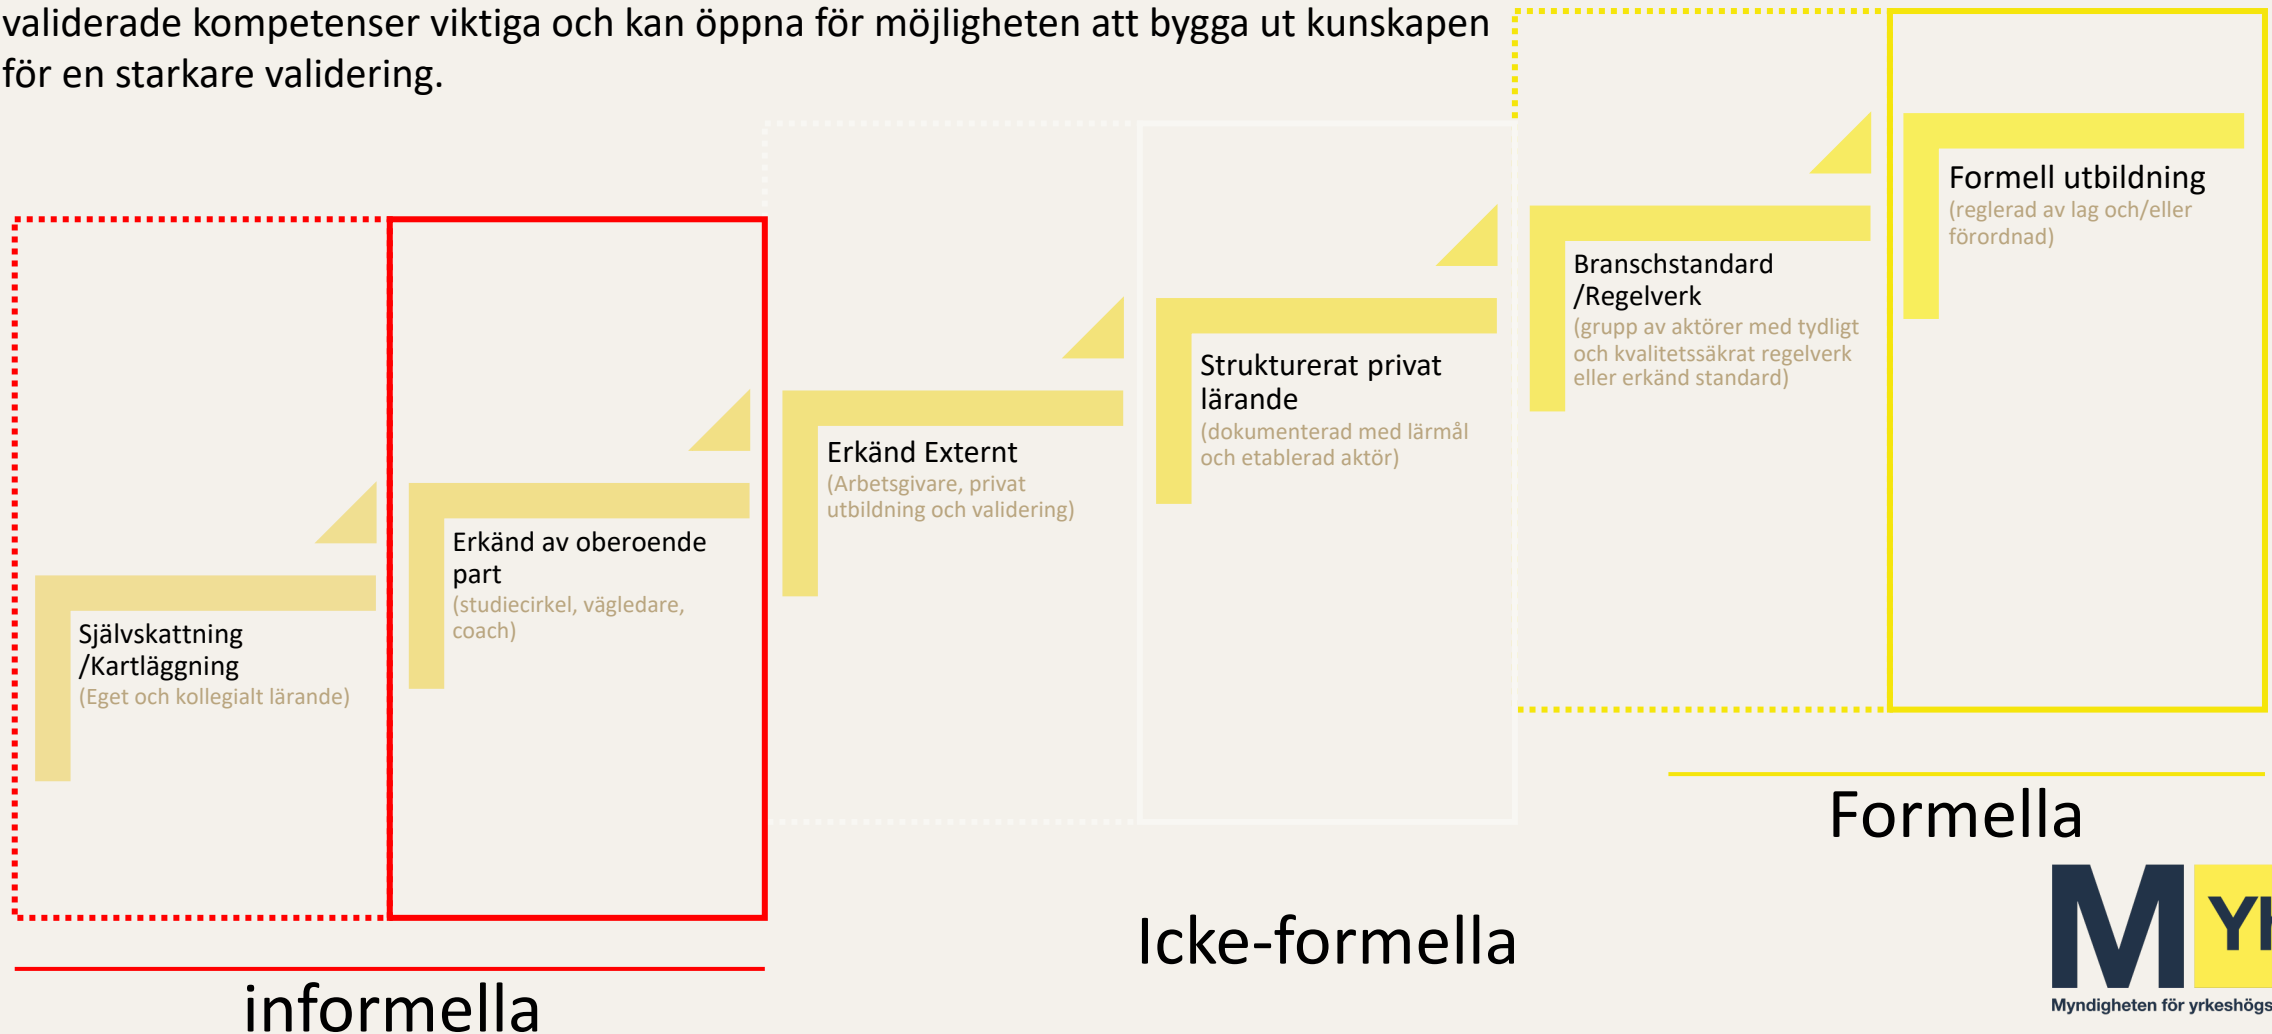 validerade kompetenser viktiga och kan öppna för möjligheten att bygga ut kunskapen
för en starkare validering.
Självskattning
/Kartläggning
(Eget och kollegialt lärande)
Erkänd av oberoende
part
(studiecirkel, vägledare,
coach)
Erkänd Externt
(Arbetsgivare, privat
utbildning och validering)
Strukturerat privat
lärande
(dokumenterad med lärmål
och etablerad aktör)
Branschstandard
/Regelverk
(grupp av aktörer med tydligt
och kvalitetssäkrat regelverk
eller erkänd standard)
Formell utbildning
(reglerad av lag och/eller
förordnad)
informella
Icke-formella
Formella
M
Myndigheten för